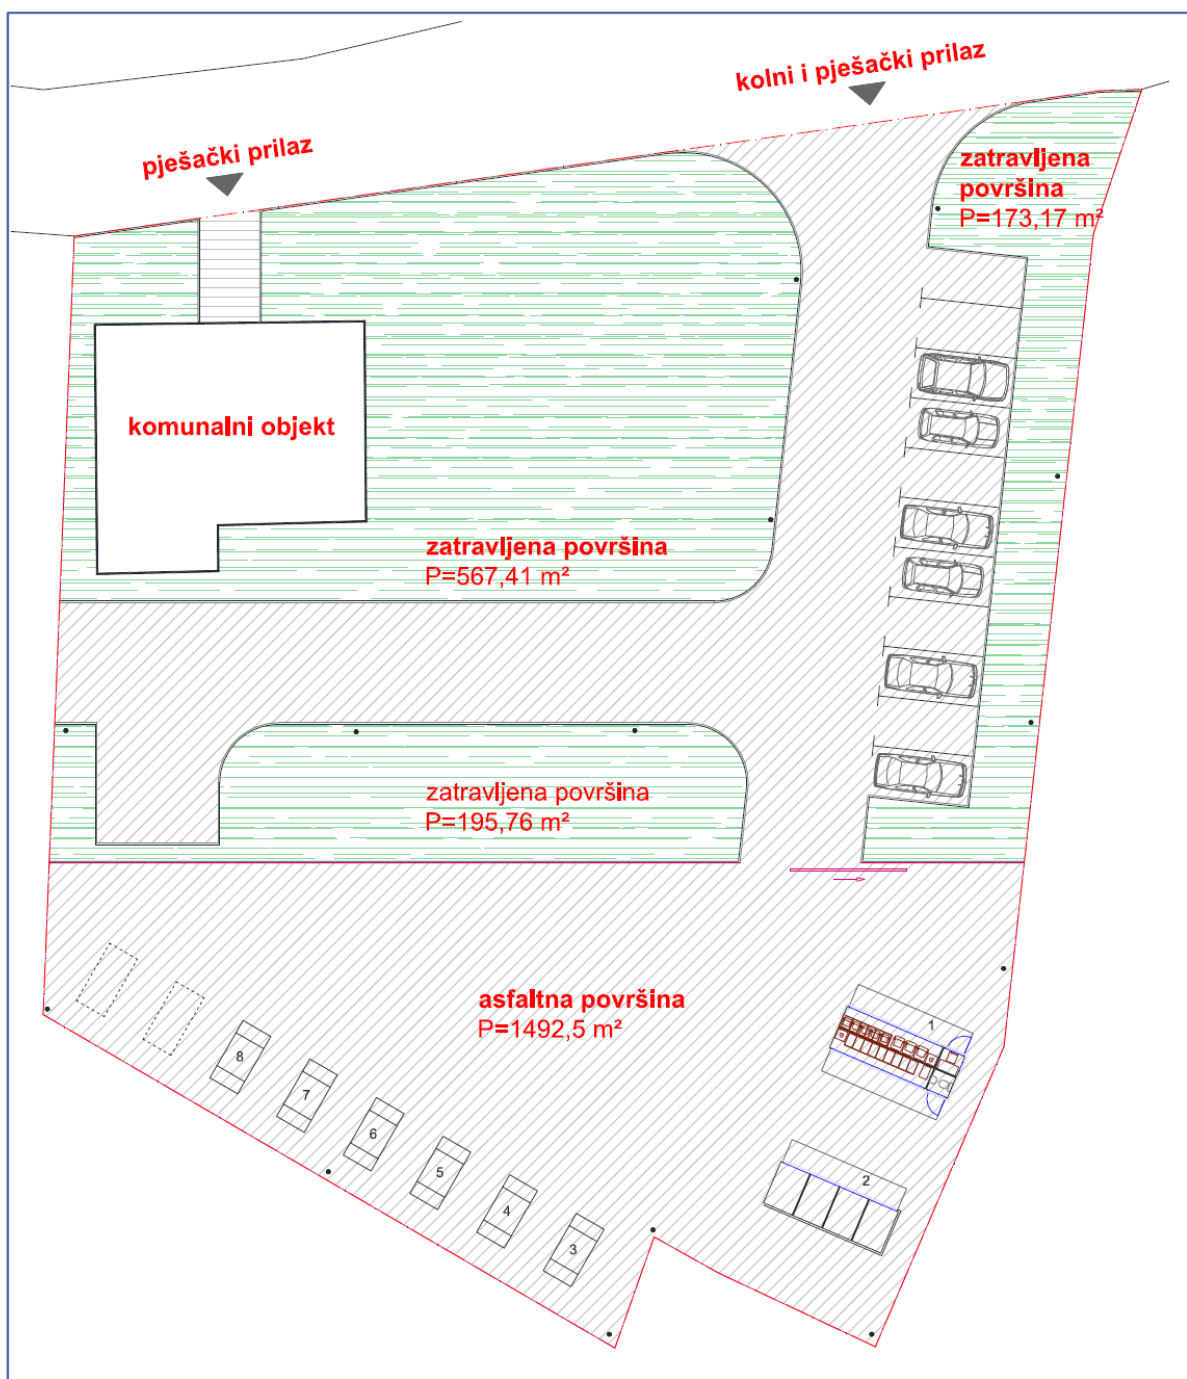 kolni i pješački prilaz
pješački prilaz
zatravljena
površina
P=173,17 m²
komunalni objekt
zatravljena površina
P=567,41 m²
zatravljena površina
P=195,76 m²
asfaltna površina
P=1492,5 m²
1
8
7
6
5
4
3
2